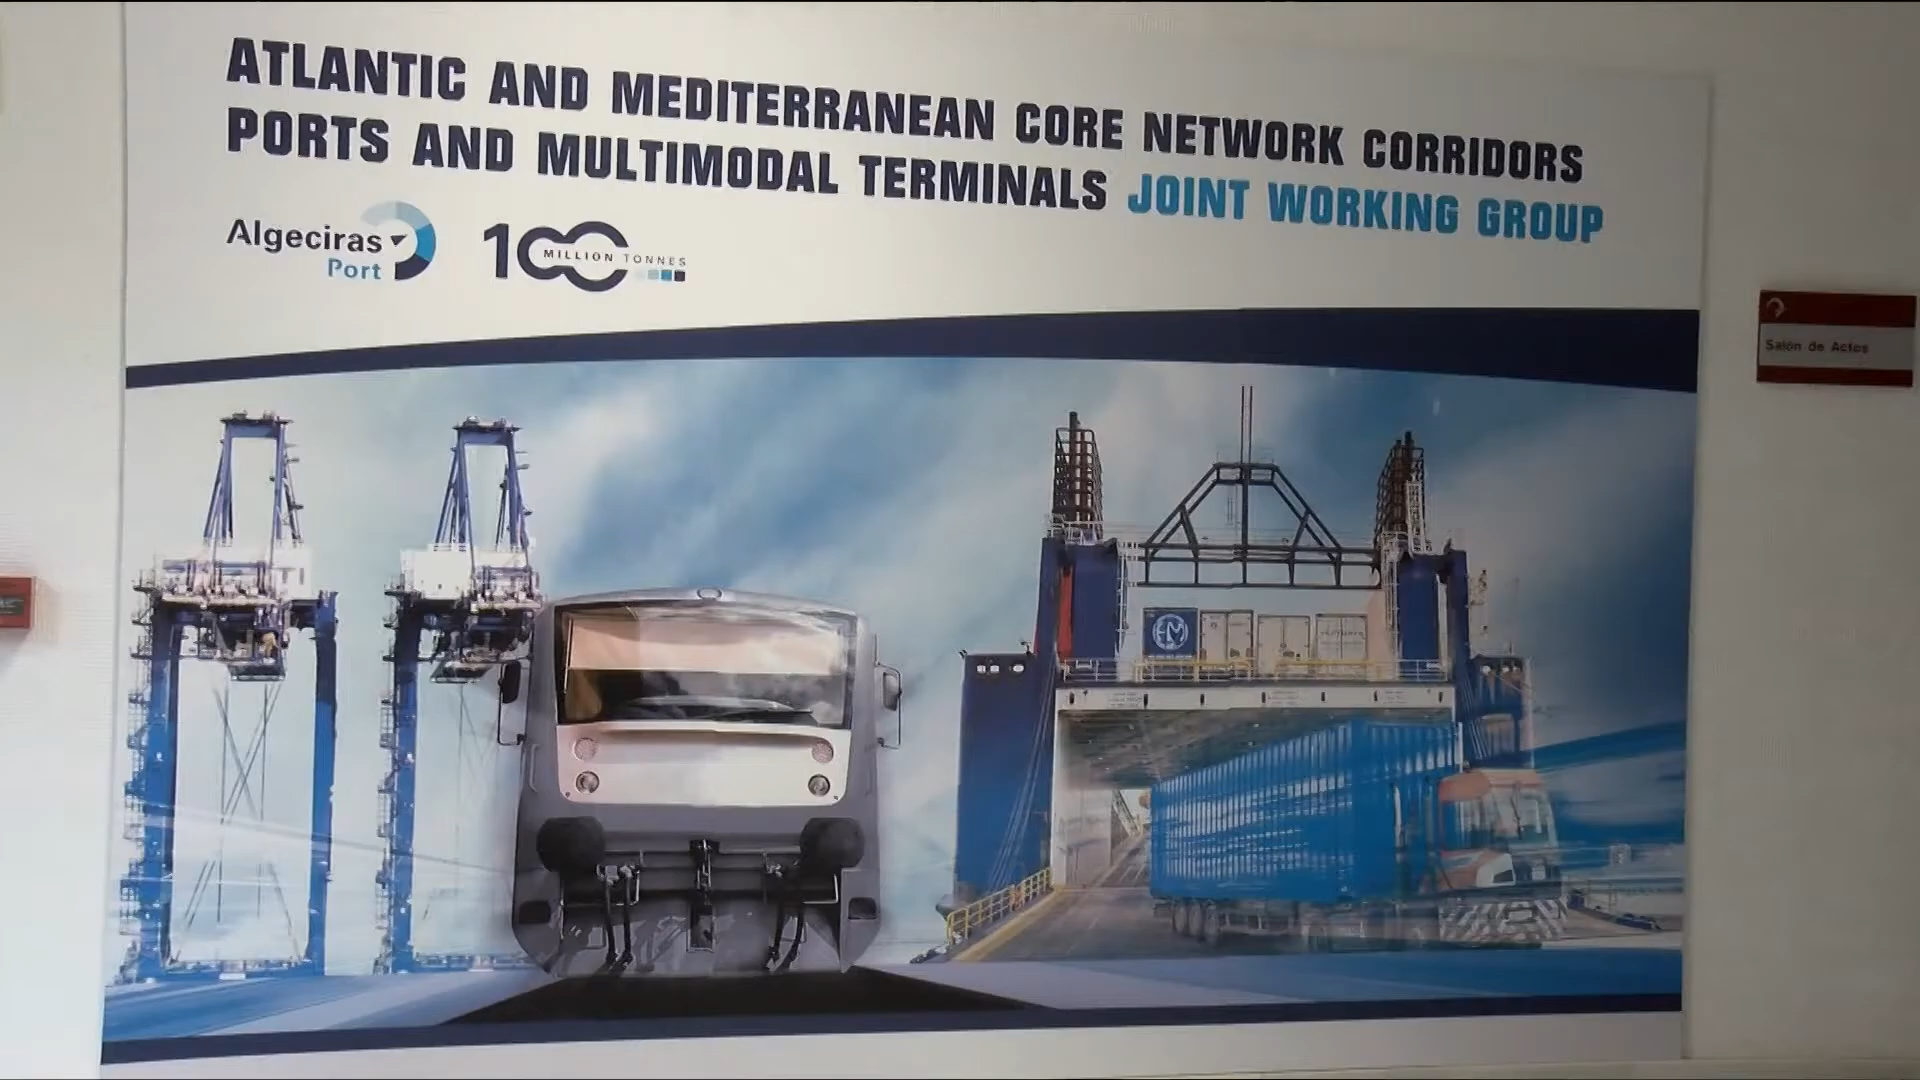 ATLANTIC AND MEDITERRANEAN CORE NETWORK CORRIDORS
PORTS AND MULTIMODAL TERMINALS JOINT WORKING GROUP
Algeciras
Port
100
MILLION TONNES
Salón de Actos
EM